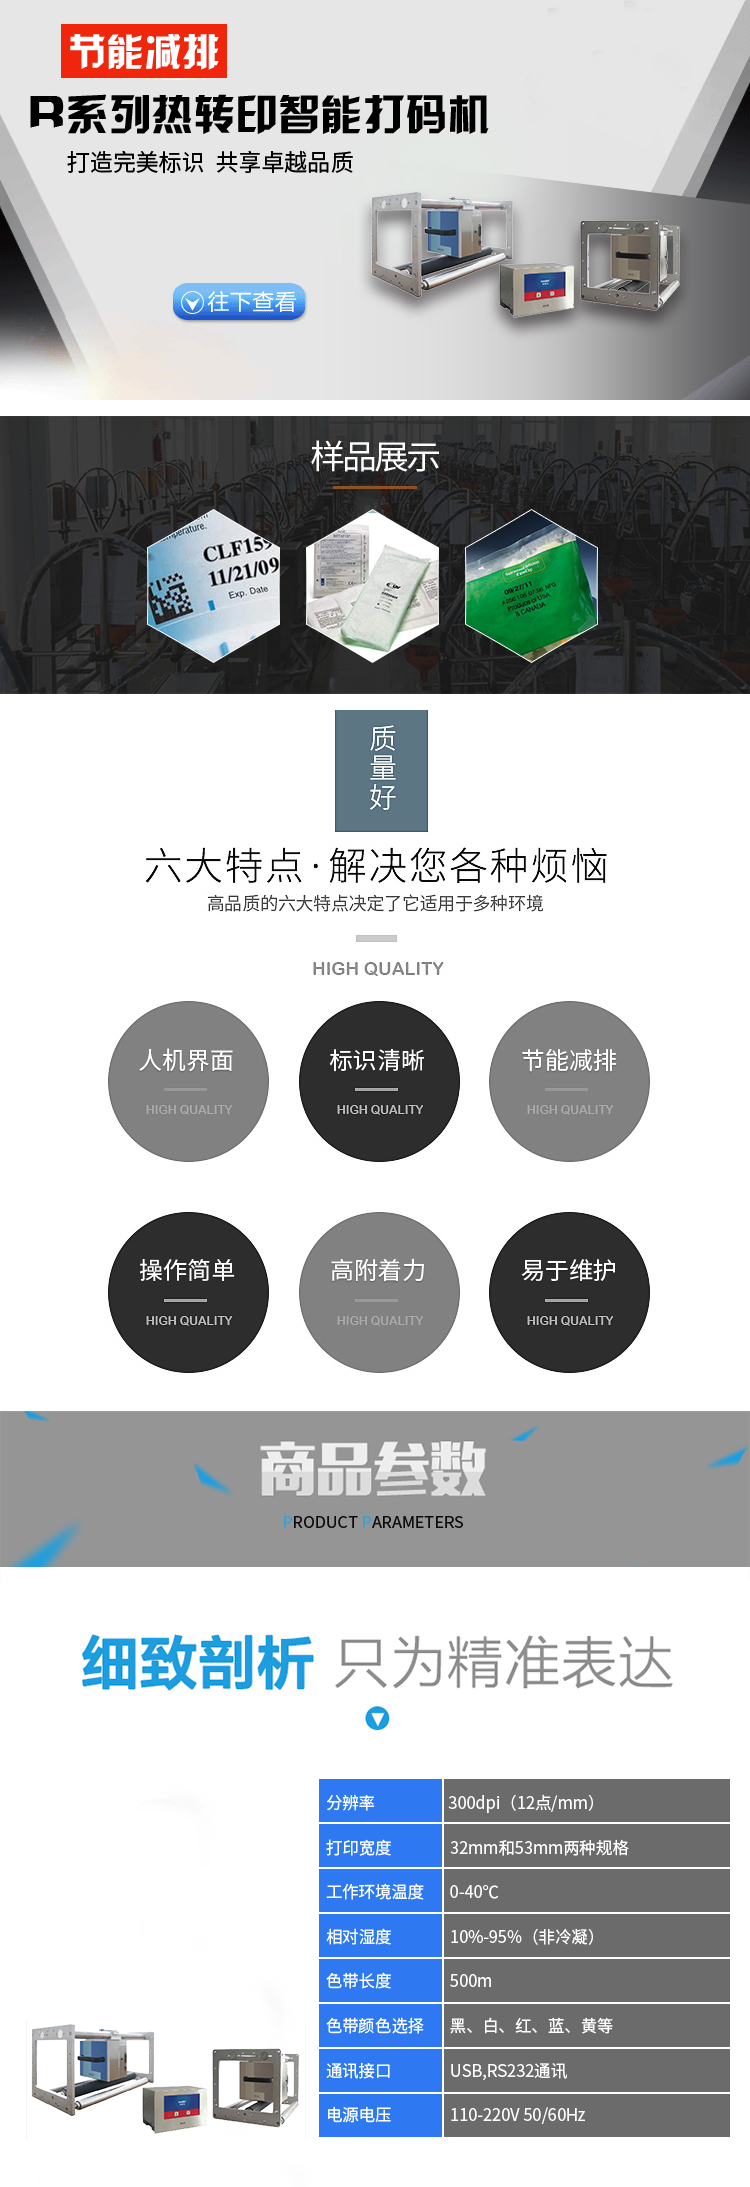 节能减排
R系列热转印智能打码机
打造完美标识 共享卓越品质
往下查看
样品展示
perature.
CLF159
11/21/09
Exp. Date
09/27/11
Products of USA
& CANADA
质量好
六大特点·解决您各种烦恼
高品质的六大特点决定了它适用于多种环境
HIGH QUALITY
人机界面
HIGH QUALITY
标识清晰
HIGH QUALITY
节能减排
HIGH QUALITY
操作简单
HIGH QUALITY
高附着力
HIGH QUALITY
易于维护
HIGH QUALITY
商品参数
PRODUCT PARAMETERS
细致剖析 只为精准表达
分辨率 300dpi（12点/mm）
打印宽度 32mm和53mm两种规格
工作环境温度 0-40℃
相对湿度 10%-95%（非冷凝）
色带长度 500m
色带颜色选择 黑、白、红、蓝、黄等
通讯接口 USB,RS232通讯
电源电压 110-220V 50/60Hz